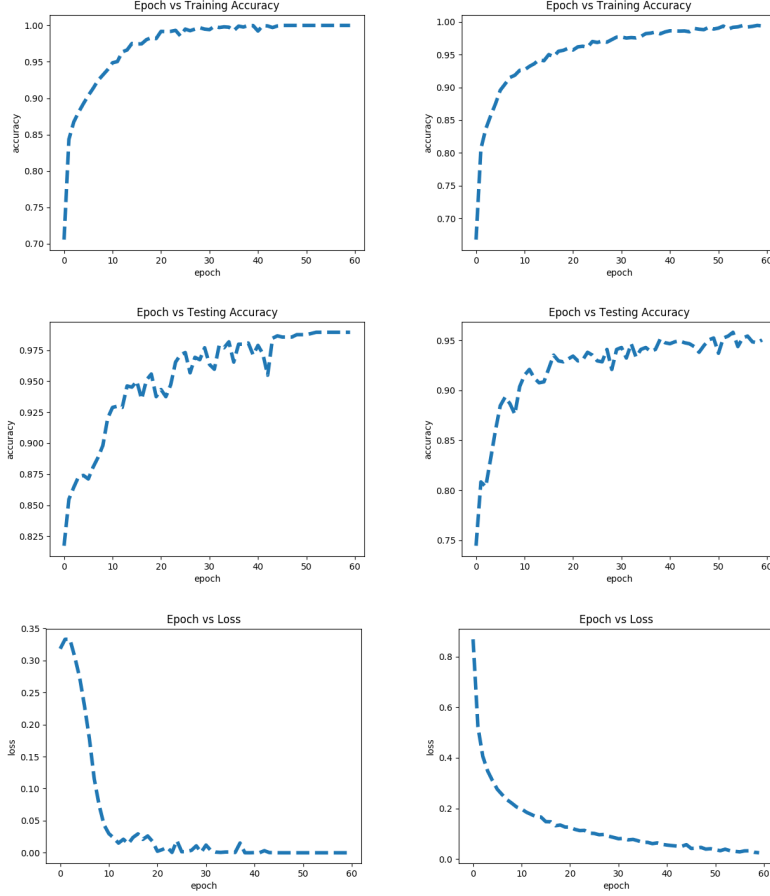 Epoch vs Training Accuracy
1.00
0.95
0.90
0.85
0.80
0.75
0.70
accuracy
0 10 20 30 40 50 60
epoch
Epoch vs Training Accuracy
1.00
0.95
0.90
0.85
0.80
0.75
0.70
accuracy
0 10 20 30 40 50 60
epoch
Epoch vs Testing Accuracy
0.975
0.950
0.925
0.900
0.875
0.850
0.825
accuracy
0 10 20 30 40 50 60
epoch
Epoch vs Testing Accuracy
0.95
0.90
0.85
0.80
0.75
accuracy
0 10 20 30 40 50 60
epoch
Epoch vs Loss
0.35
0.30
0.25
0.20
0.15
0.10
0.05
0.00
loss
0 10 20 30 40 50 60
epoch
Epoch vs Loss
0.8
0.6
0.4
0.2
0.0
loss
0 10 20 30 40 50 60
epoch